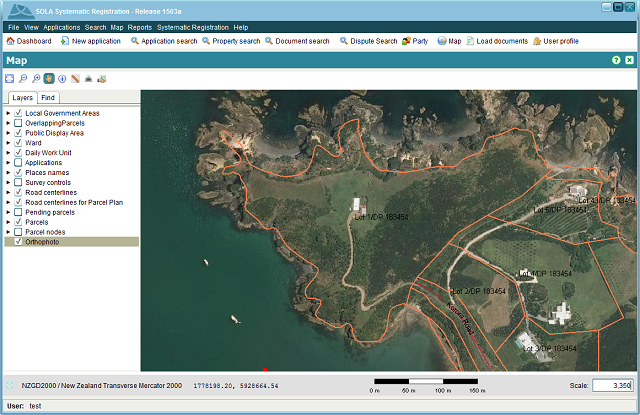 SOLA Systematic Registration - Release 1503a
File View Applications Search Map Reports Systematic Registration Help
Dashboard New application Application search Property search Document search Dispute Search Party Map Load documents User profile
Map
Layers Find
Local Government Areas
OverlappingParcels
Public Display Area
Ward
Daily Work Unit
Applications
Places names
Survey controls
Road centerlines
Road centerlines for Parcel Plan
Pending parcels
Parcels
Parcel nodes
Orthophoto
Lot 43/DP 183454
Lot 5/DP 183454
Lot 1/DP 183454
Lot 4/DP 183454
Lot 2/DP 183454
Road
Lot 3/DP 183454
NZGD2000 / New Zealand Transverse Mercator 2000 1778198.20, 5928664.54
0 m 50 m 100 m 150 m
Scale: 3,350
User: test